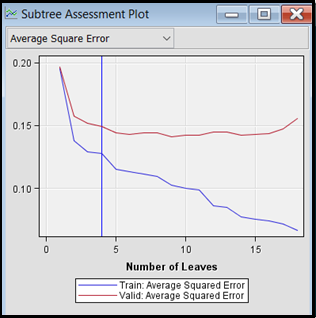 Subtree Assessment Plot
Average Square Error
0.20
0.15
0.10
0
5
10
15
Number of Leaves
Train: Average Squared Error
Valid: Average Squared Error